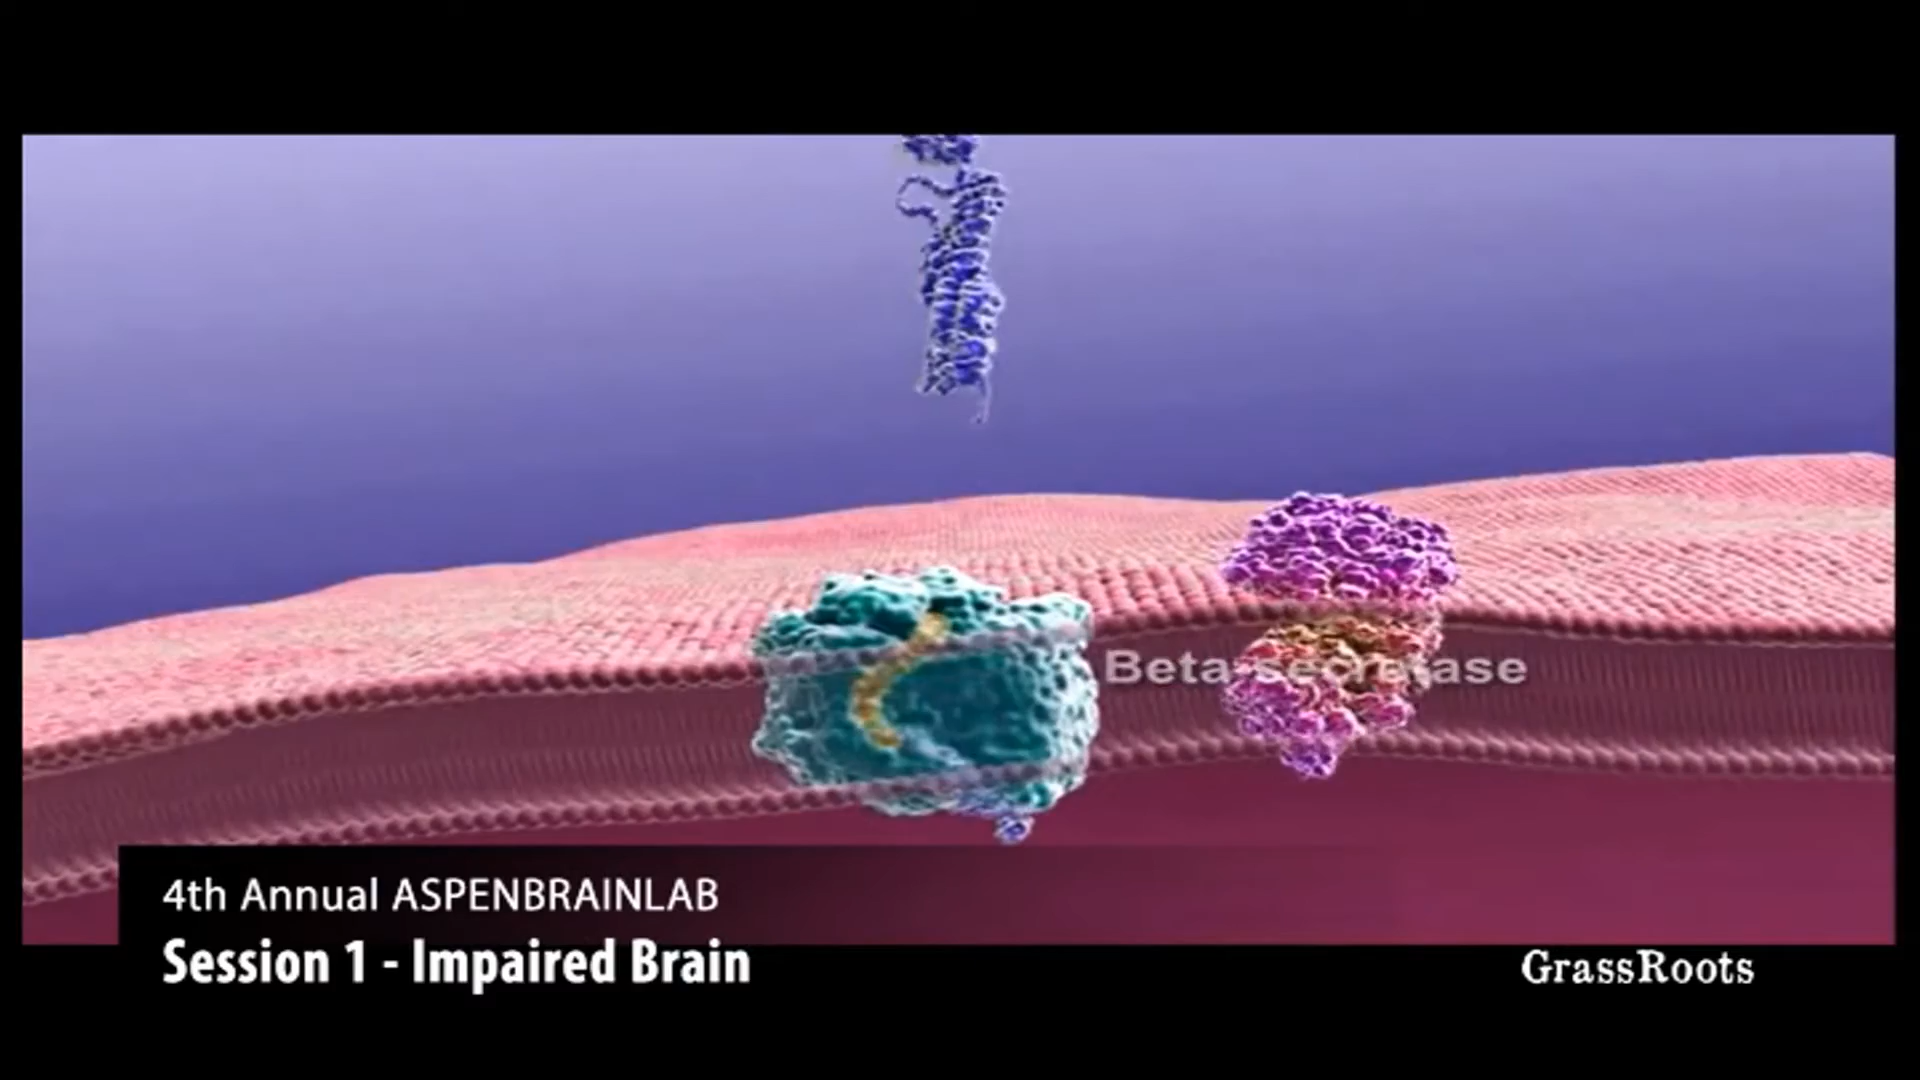 Beta-secretase
4th Annual ASPENBRAINLAB
Session 1 - Impaired Brain
GrassRoots